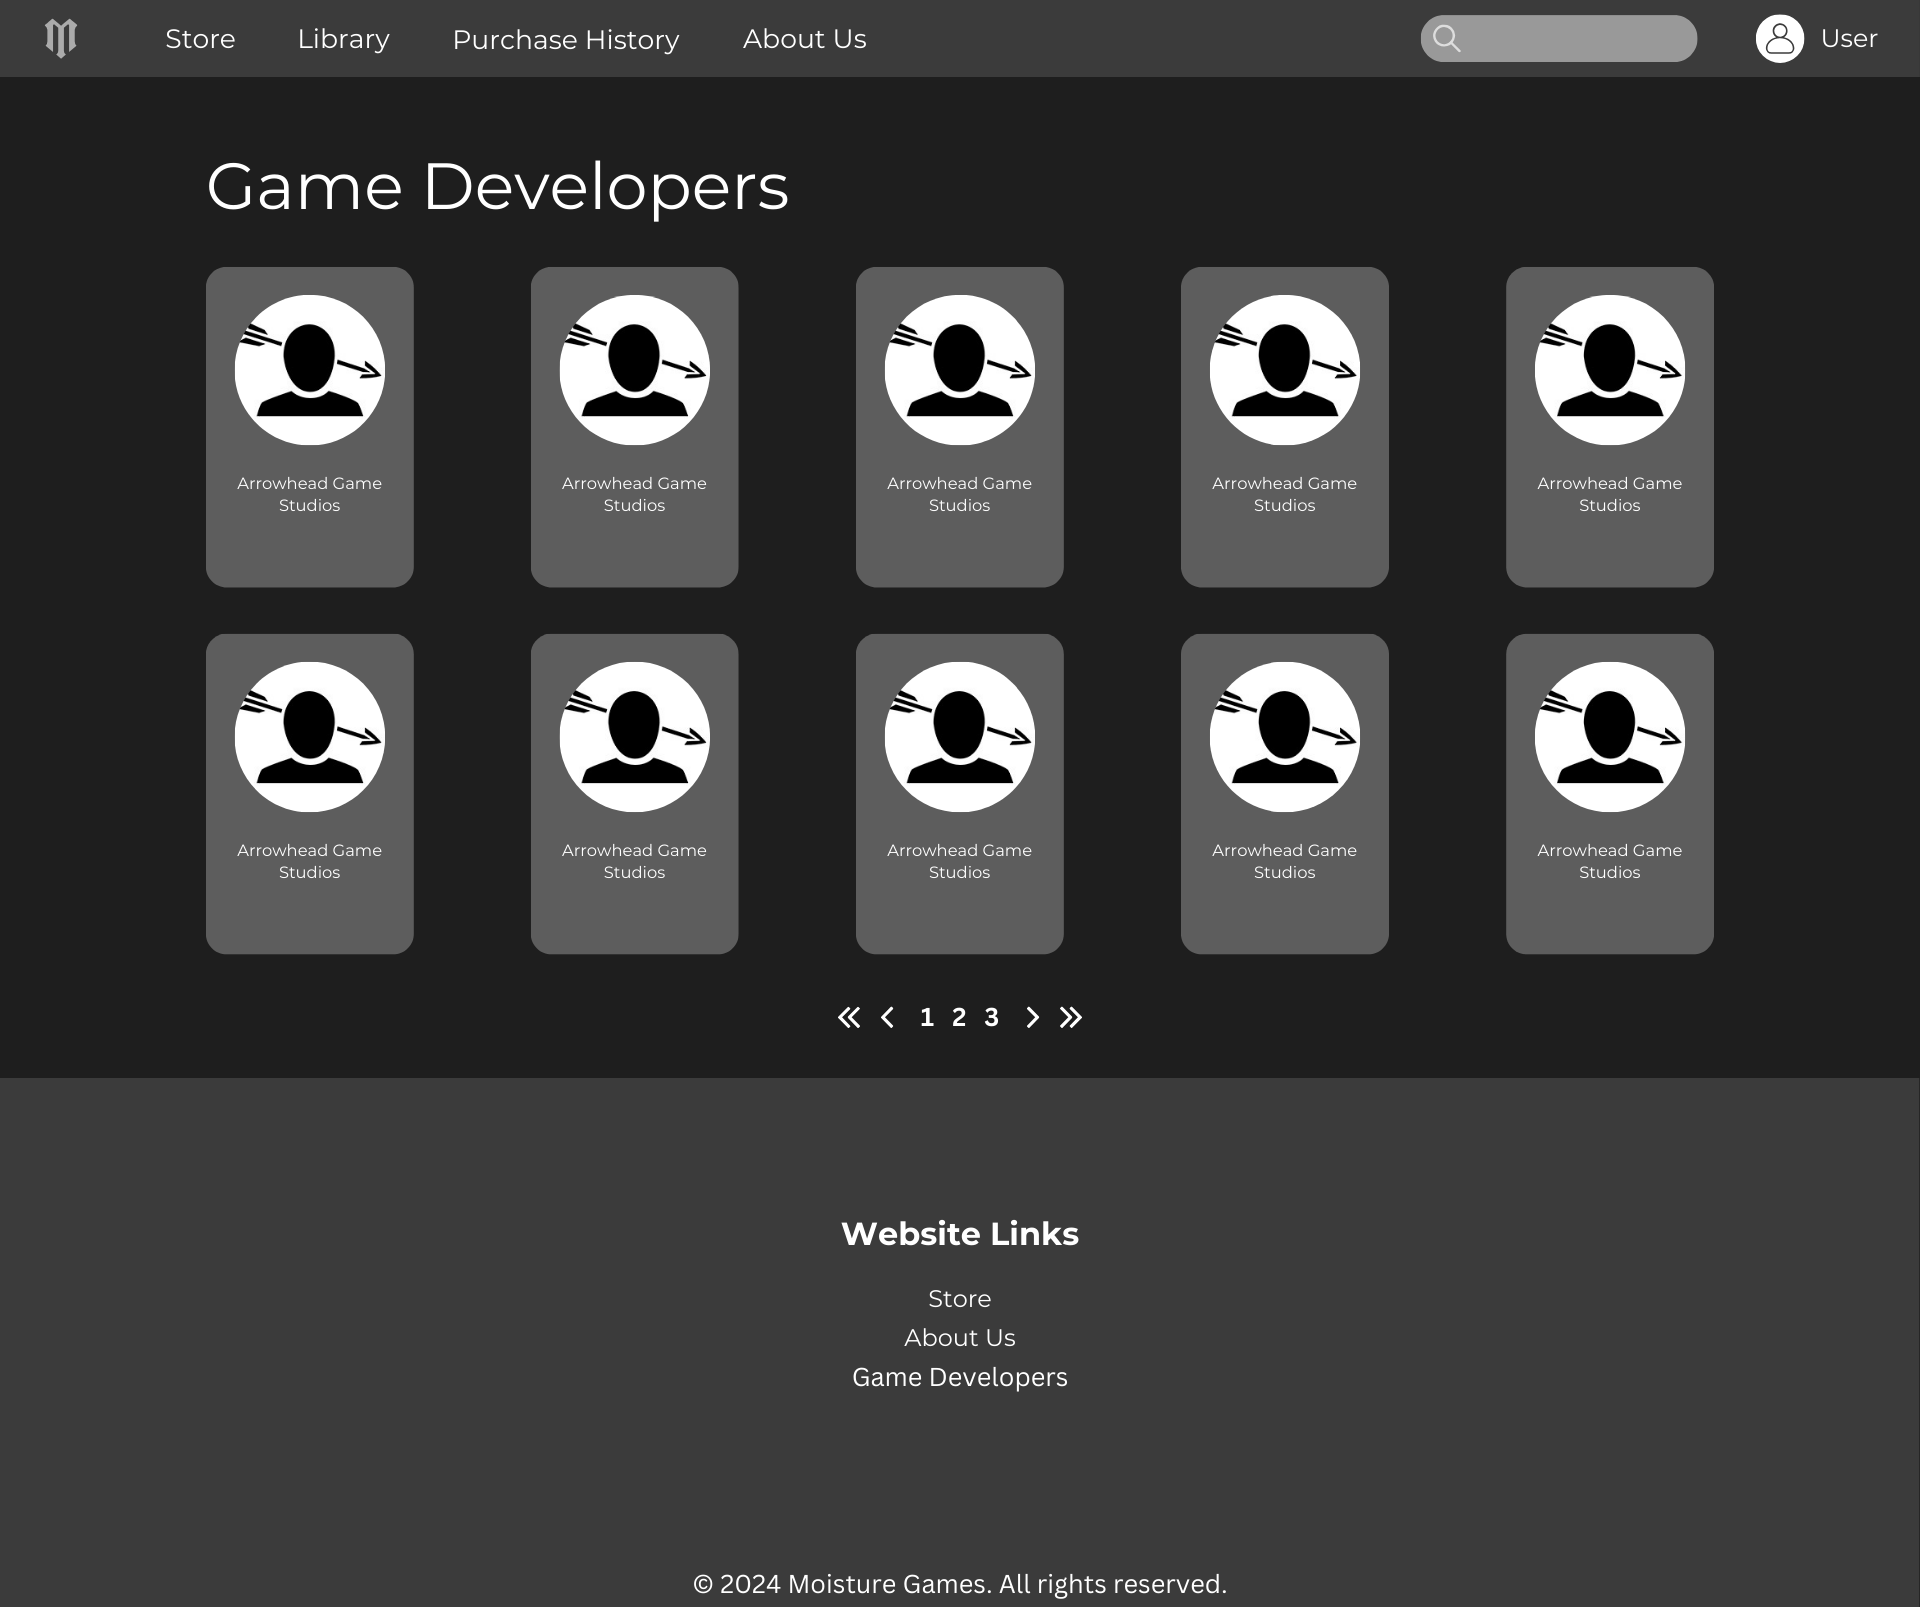 Store Library Purchase History About Us User
Game Developers
Arrowhead Game Studios
Arrowhead Game Studios
Arrowhead Game Studios
Arrowhead Game Studios
Arrowhead Game Studios
Arrowhead Game Studios
Arrowhead Game Studios
Arrowhead Game Studios
Arrowhead Game Studios
Arrowhead Game Studios
1 2 3
Website Links
Store
About Us
Game Developers
© 2024 Moisture Games. All rights reserved.